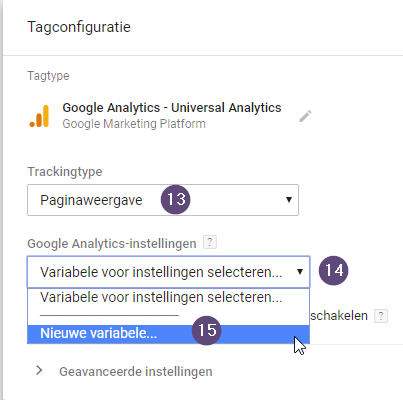 Tagconfiguratie
Tagtype
Google Analytics - Universal Analytics
Google Marketing Platform
Trackingtype
Paginaweergave 13
Google Analytics-instellingen ?
Variabele voor instellingen selecteren... 14
Variabele voor instellingen selecteren...
schakelen ?
Nieuwe variabele... 15
Geavanceerde instellingen